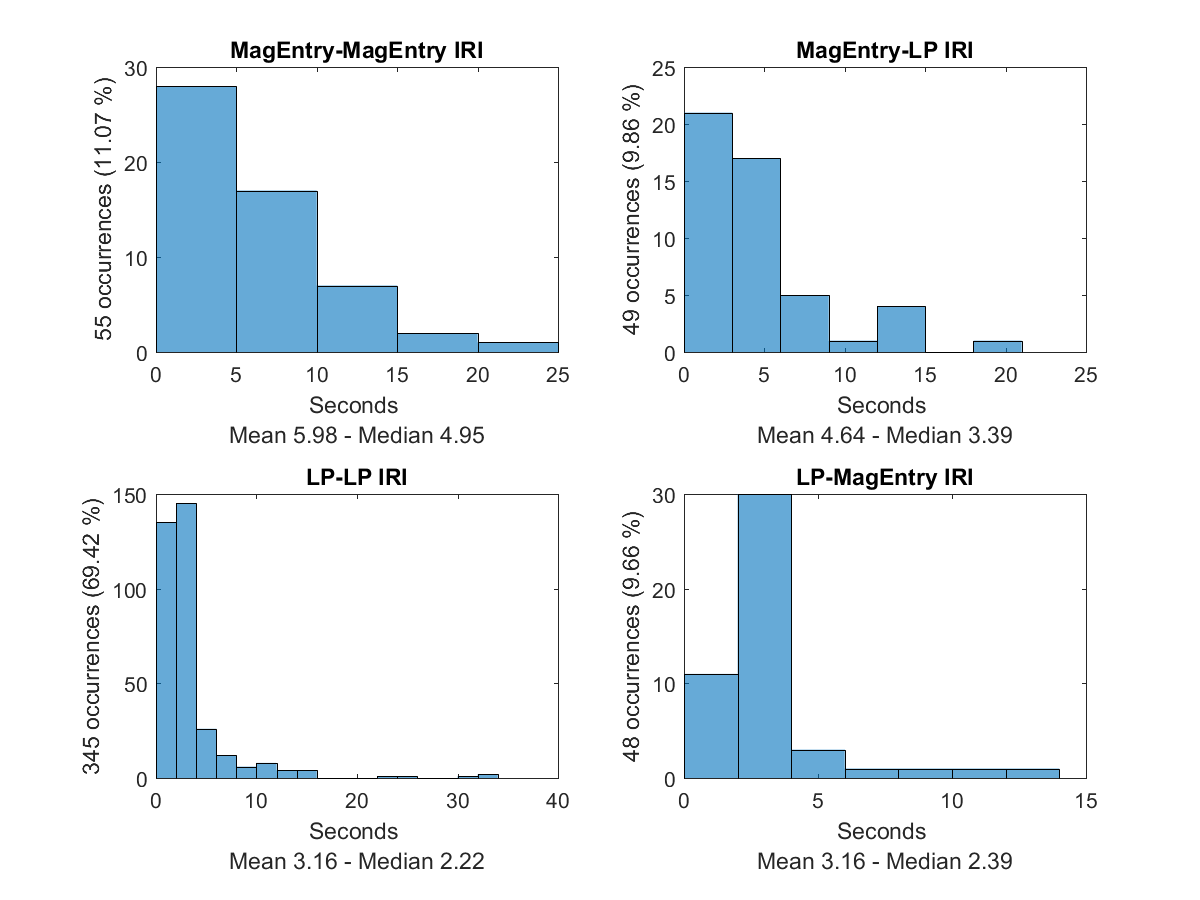 MagEntry-MagEntry IRI
55 occurrences (11.07 %)
30
20
10
0
0 5 10 15 20 25
Seconds
Mean 5.98 - Median 4.95
MagEntry-LP IRI
49 occurrences (9.86 %)
25
20
15
10
5
0
0 5 10 15 20 25
Seconds
Mean 4.64 - Median 3.39
LP-LP IRI
345 occurrences (69.42 %)
150
100
50
0
0 10 20 30 40
Seconds
Mean 3.16 - Median 2.22
LP-MagEntry IRI
48 occurrences (9.66 %)
30
20
10
0
0 5 10 15
Seconds
Mean 3.16 - Median 2.39